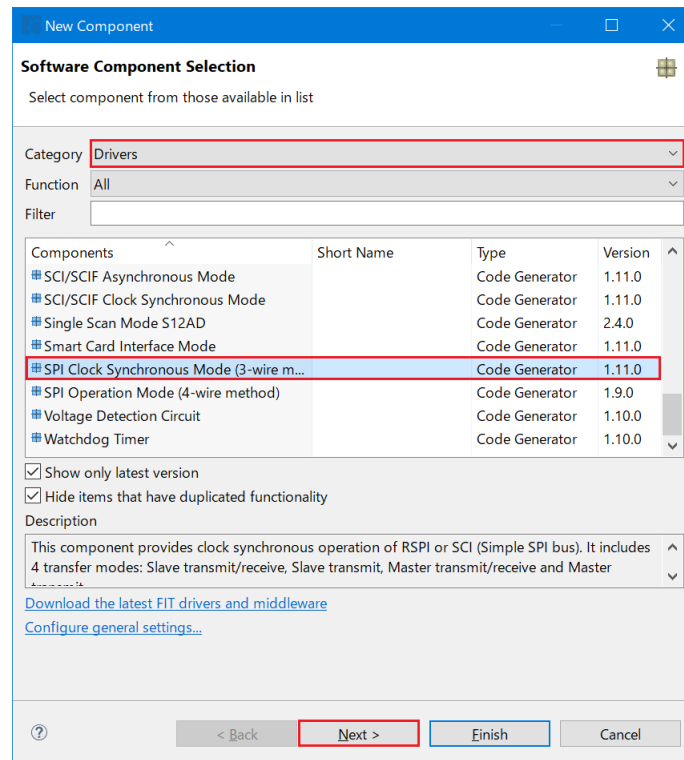 New Component
Software Component Selection
Select component from those available in list
Category Drivers
Function All
Filter
Components Short Name Type Version
SCI/SCIF Asynchronous Mode Code Generator 1.11.0
SCI/SCIF Clock Synchronous Mode Code Generator 1.11.0
Single Scan Mode S12AD Code Generator 2.4.0
Smart Card Interface Mode Code Generator 1.11.0
SPI Clock Synchronous Mode (3-wire m... Code Generator 1.11.0
SPI Operation Mode (4-wire method) Code Generator 1.9.0
Voltage Detection Circuit Code Generator 1.10.0
Watchdog Timer Code Generator 1.10.0
Show only latest version
Hide items that have duplicated functionality
Description
This component provides clock synchronous operation of RSPI or SCI (Simple SPI bus). It includes
4 transfer modes: Slave transmit/receive, Slave transmit, Master transmit/receive and Master
Download the latest FIT drivers and middleware
Configure general settings...
? < Back Next > Finish Cancel